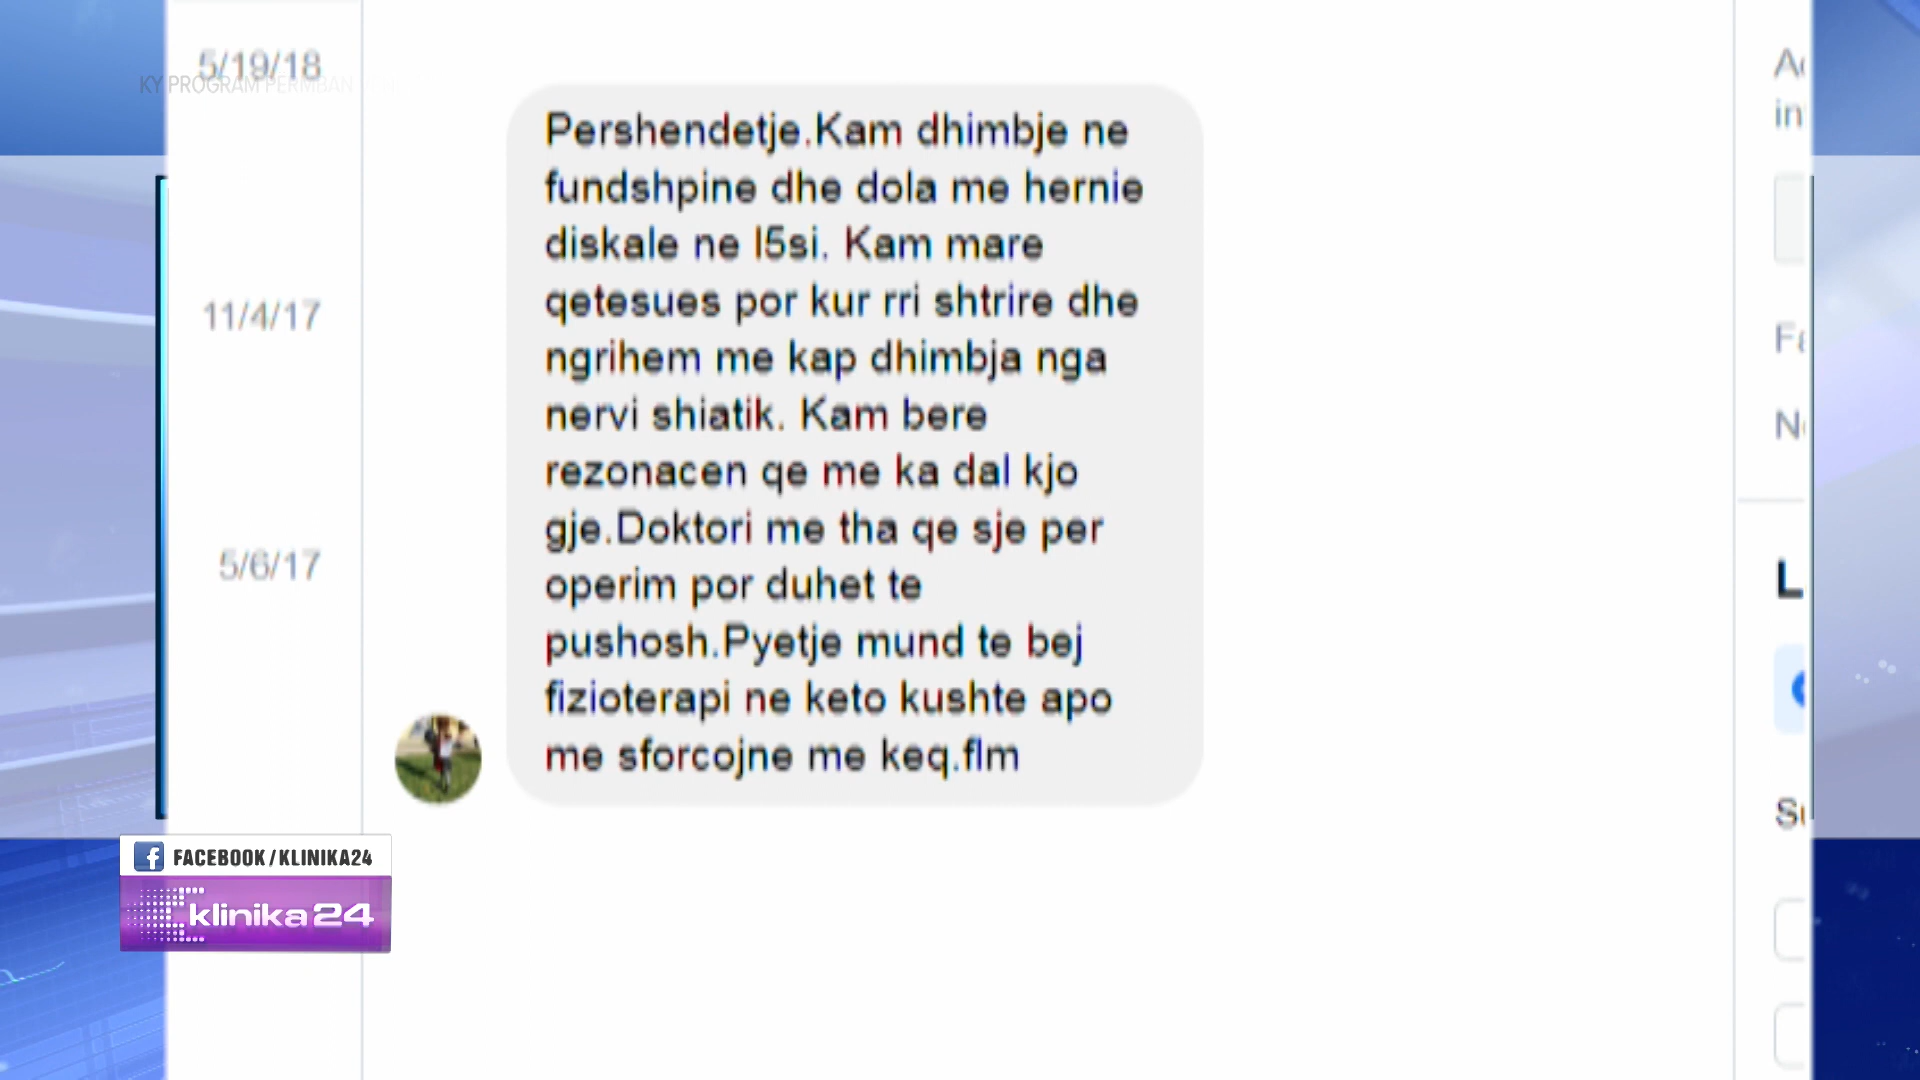 5/19/18
KY PROGRAM PERMBAN
11/4/17
5/6/17
Pershendetje.Kam dhimbje ne
fundshpine dhe dola me hernie
diskale ne l5si. Kam mare
qetesues por kur rri shtrire dhe
ngrihem me kap dhimbja nga
nervi shiatik. Kam bere
rezonacen qe me ka dal kjo
gje.Doktori me tha qe sje per
operim por duhet te
pushosh.Pyetje mund te bej
fizioterapi ne keto kushte apo
me sforcojne me keq.flm
FACEBOOK/KLINIKA24
klinika 24